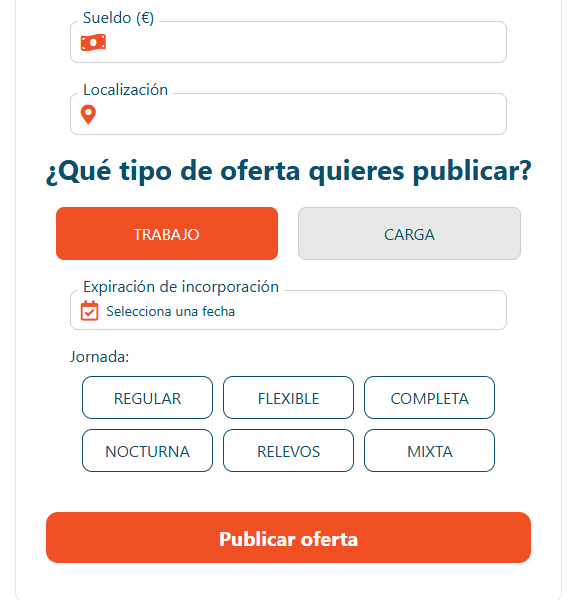 Sueldo (€)
Localización
¿Qué tipo de oferta quieres publicar?
TRABAJO CARGA
Expiración de incorporación
Selecciona una fecha
Jornada:
REGULAR FLEXIBLE COMPLETA
NOCTURNA RELEVOS MIXTA
Publicar oferta